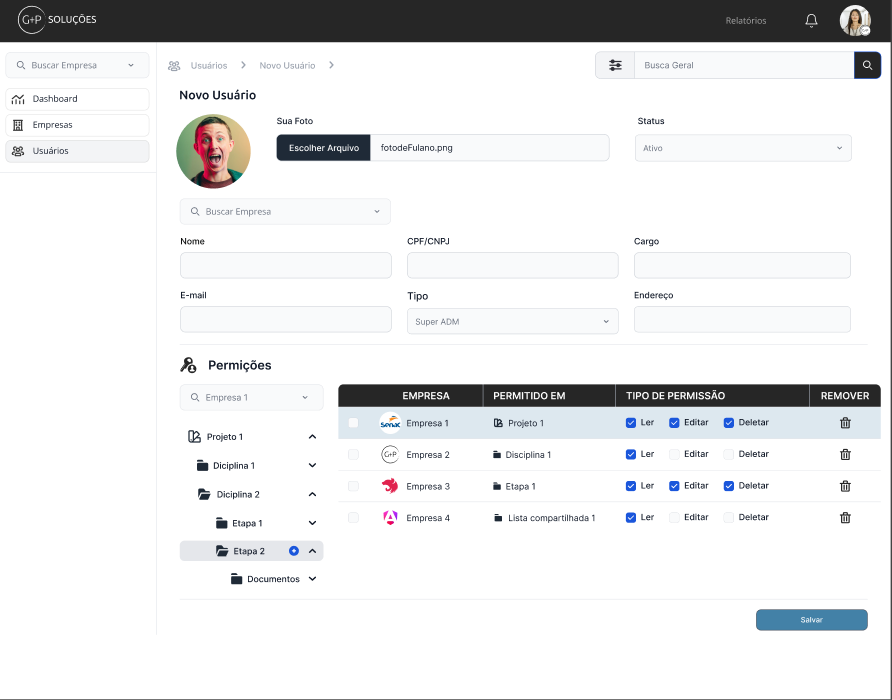 G+P SOLUÇÕES
Relatórios
Buscar Empresa
Dashboard
Empresas
Usuários
Usuários
Novo Usuário
Busca Geral
Novo Usuário
Sua Foto
Escolher Arquivo
fotodeFulano.png
Status
Ativo
Buscar Empresa
Nome
CPF/CNPJ
Cargo
E-mail
Tipo
Super ADM
Endereço
Permições
Empresa 1
Projeto 1
Diciplina 1
Diciplina 2
Etapa 1
Etapa 2
Documentos
EMPRESA PERMITIDO EM TIPO DE PERMISSÃO REMOVER
senac Empresa 1 Projeto 1 Ler Editar Deletar
G+P Empresa 2 Disciplina 1 Ler Editar Deletar
Empresa 3 Etapa 1 Ler Editar Deletar
Empresa 4 Lista compartilhada 1 Ler Editar Deletar
Salvar